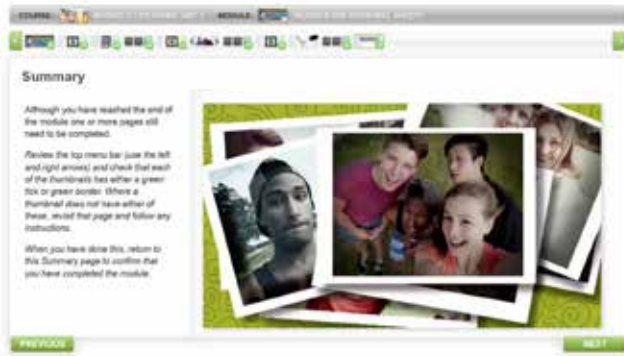 COURSE:
MODULE:
Summary
Although you have reached the end of
the module one or more pages still
need to be completed.
Review the top menu bar (use the left
and right arrows) and check that each
of the thumbnails has either a green
tick or green border. Where a
thumbnail does not have either of
these, revisit that page and follow any
instructions.
When you have done this, return to
this Summary page to confirm that
you have completed the module.
PREVIOUS
NEXT